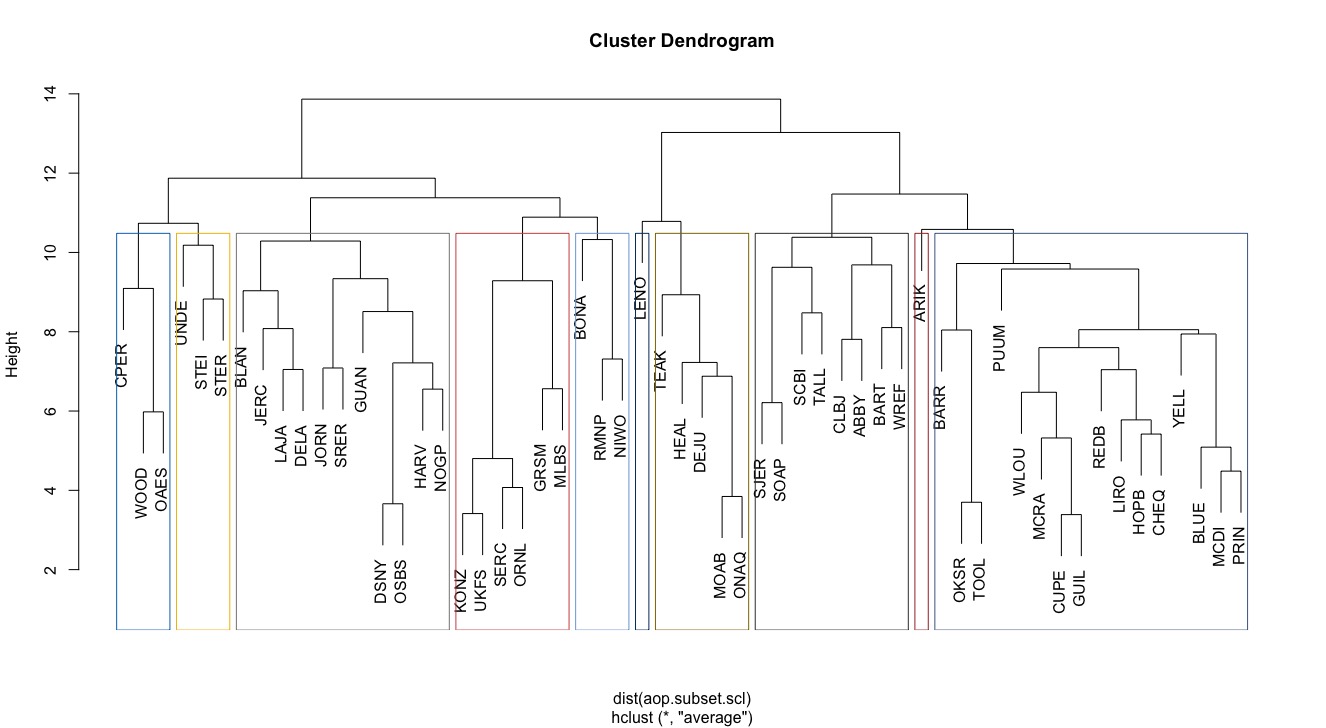 Cluster Dendrogram
Height
14
12
10
8
6
4
2
CPER
WOOD
OAES
UNDE
STEI
STER
BLAN
JERC
LAJA
DELA
JORN
SRER
GUAN
DSNY
OSBS
HARV
NOGP
KONZ
UKFS
SERC
ORNL
GRSM
MLBS
BONA
RMNP
NIWO
LENO
TEAK
HEAL
DEJU
MOAB
ONAQ
SJER
SOAP
SCBI
TALL
CLBJ
ABBY
BART
WREF
ARIK
BARR
OKSR
TOOL
PUUM
WLOU
MCRA
CUPE
GUIL
REDB
LIRO
HOPB
CHEQ
YELL
BLUE
MCDI
PRIN
dist(aop.subset.scl)
hclust (*, "average")